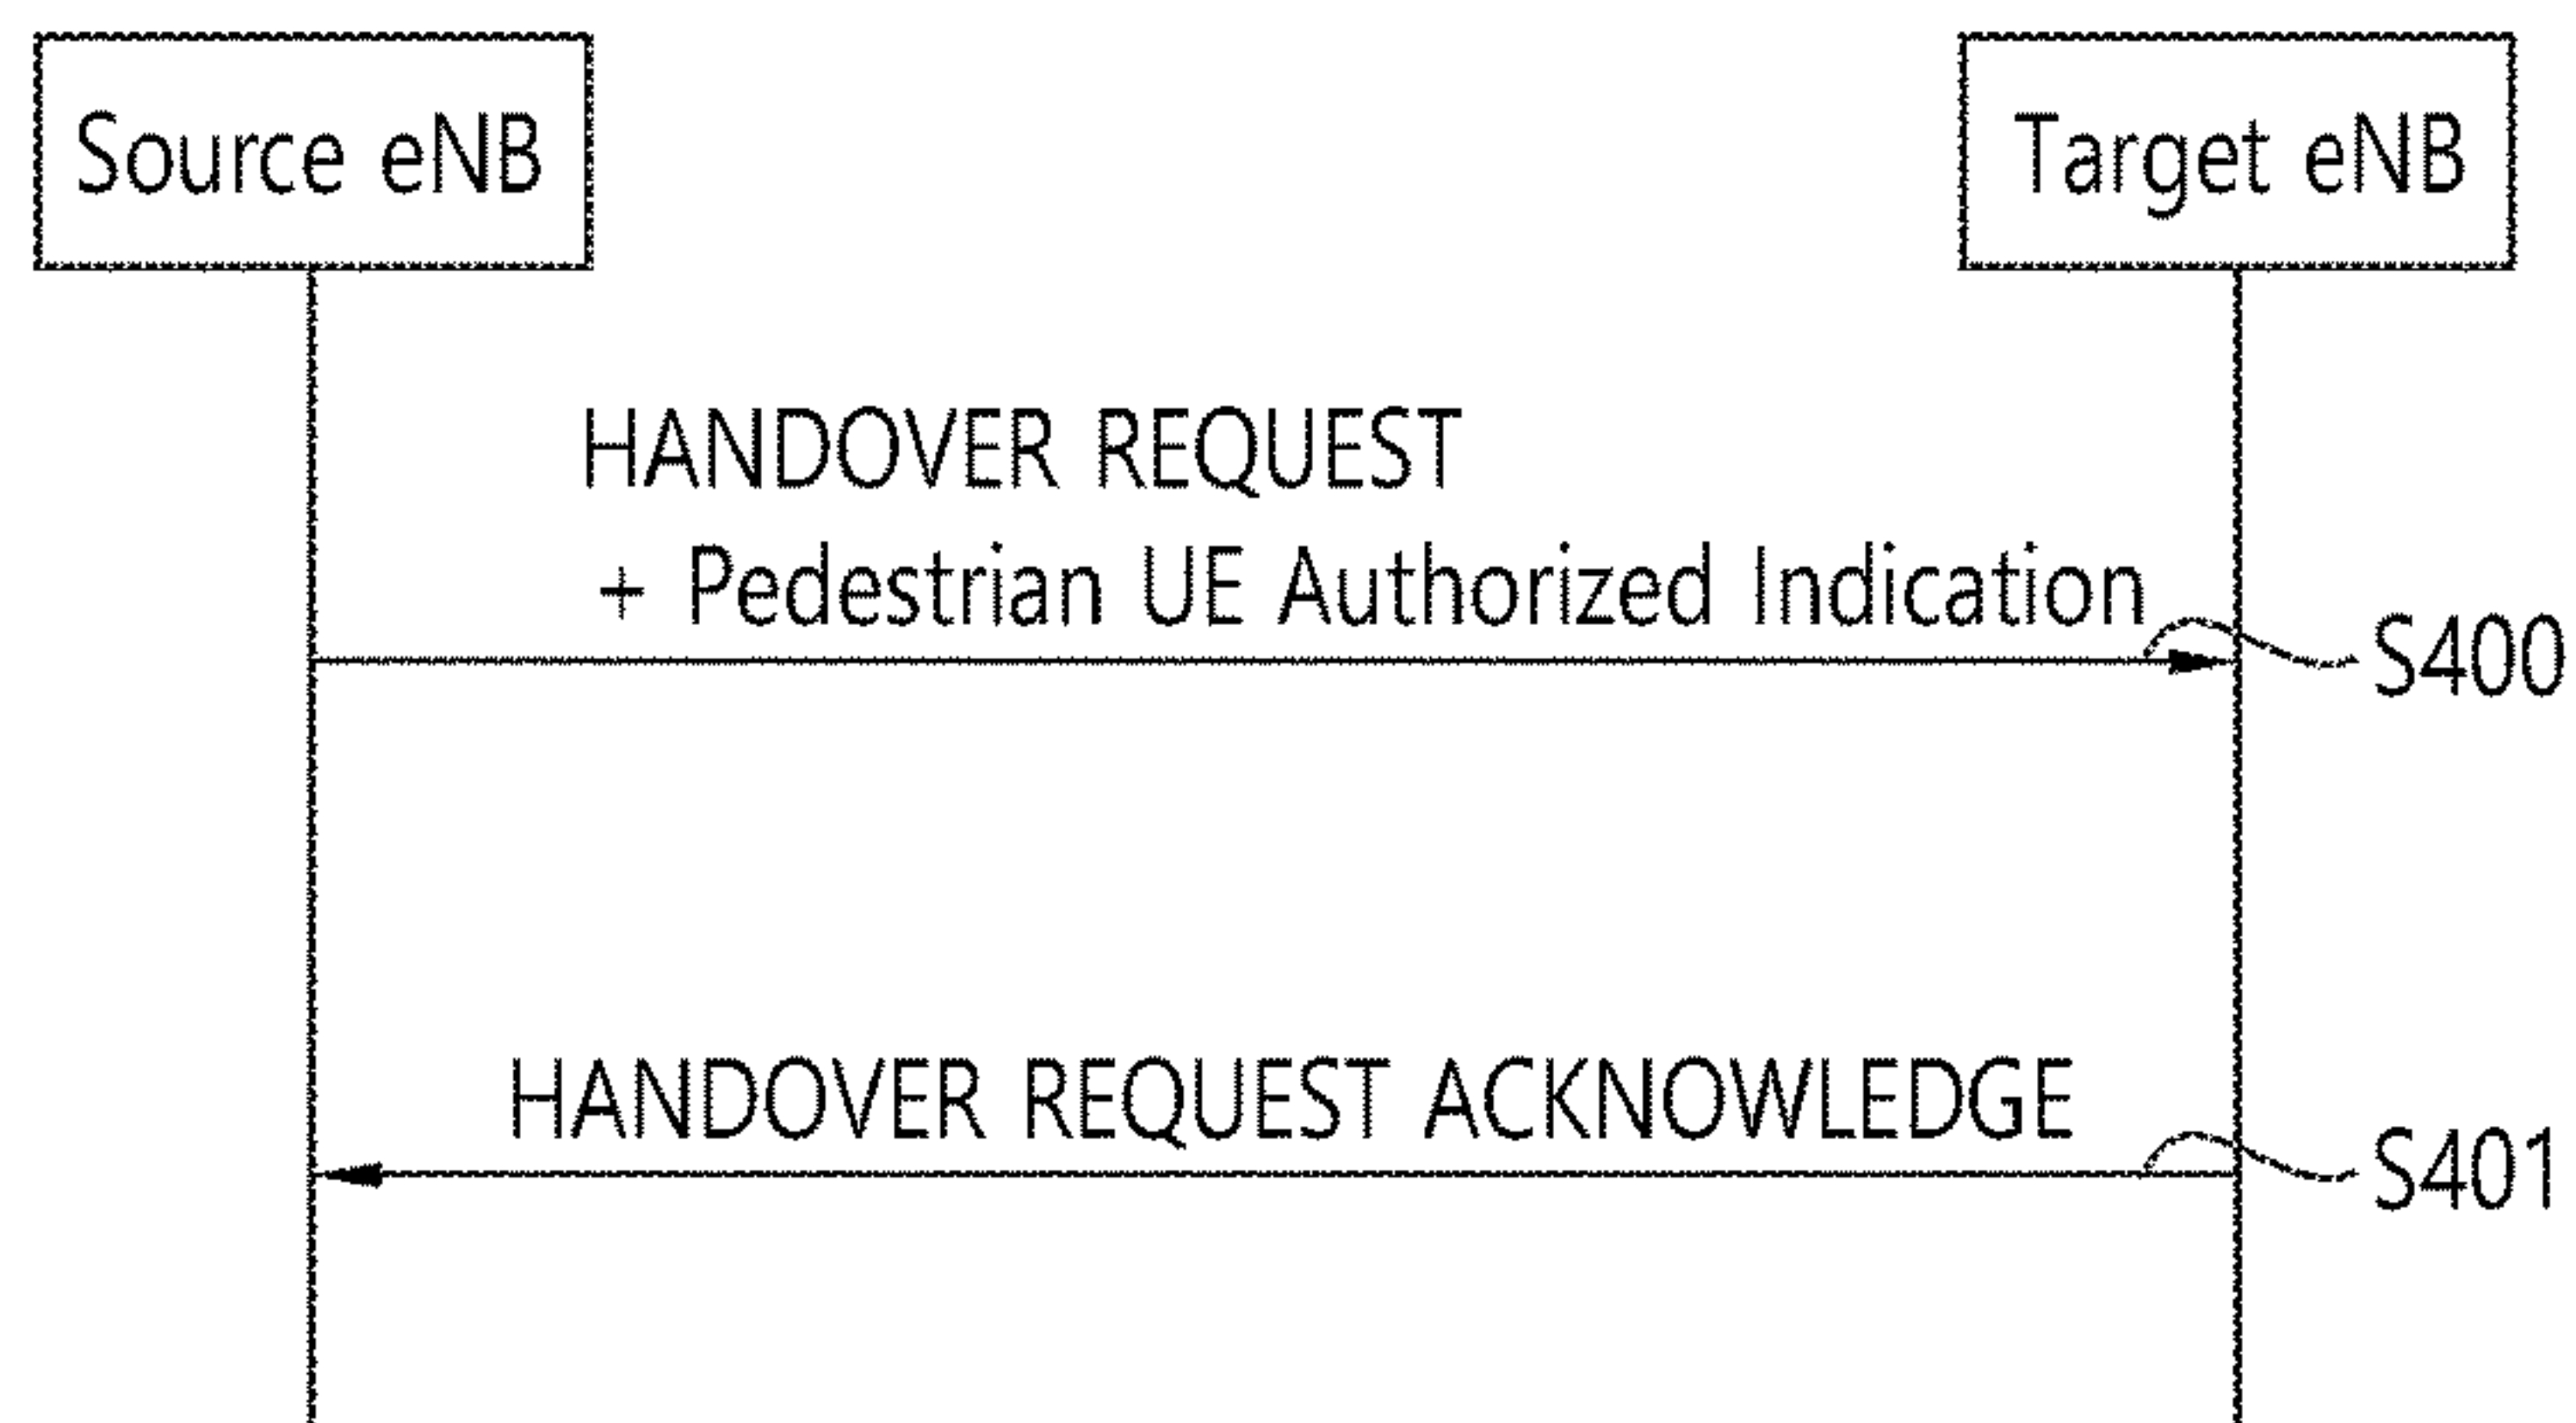 Source eNB
Target eNB
HANDOVER REQUEST
+ Pedestrian UE Authorized Indication
S400
HANDOVER REQUEST ACKNOWLEDGE
S401